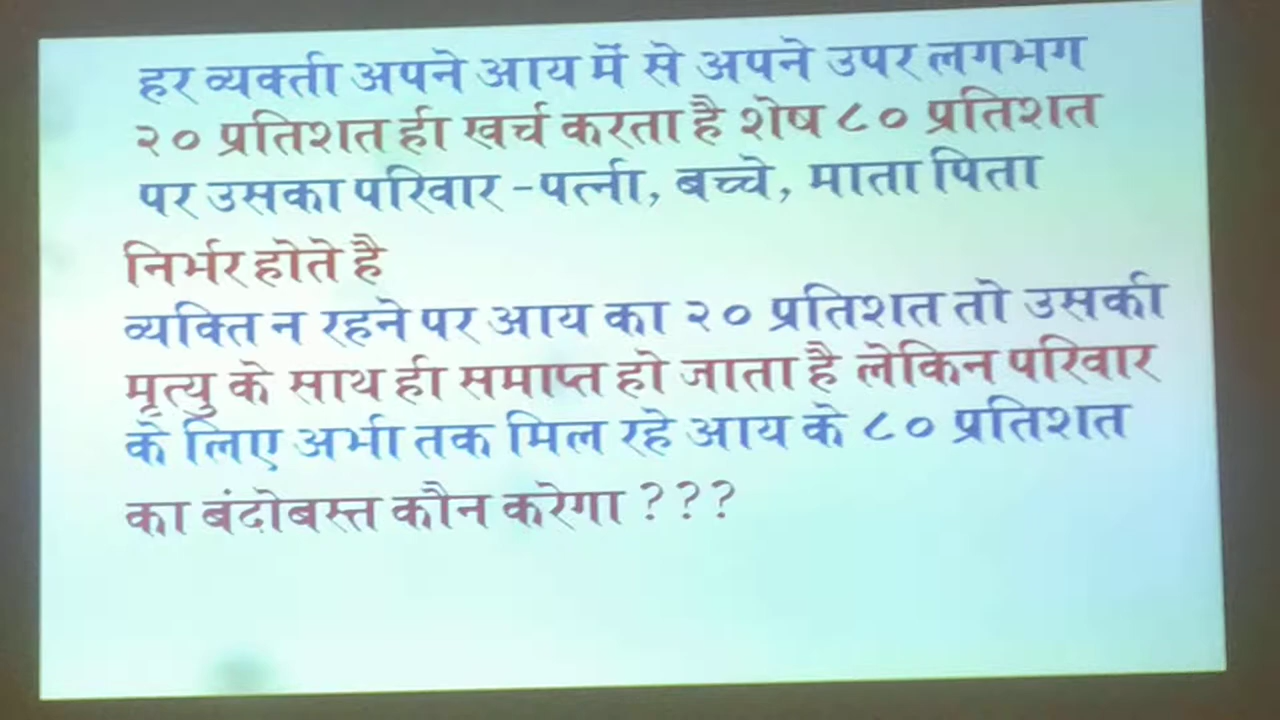 हर व्यक्ती अपने आय में से अपने उपर लगभग
२० प्रतिशत ही खर्च करता है शेष ८० प्रतिशत
पर उसका परिवार -पत्नी, बच्चे, माता पिता
निर्भर होते है
व्यक्ति न रहने पर आय का २० प्रतिशत तो उसकी
मृत्यु के साथ ही समाप्त हो जाता है लेकिन परिवार
के लिए अभी तक मिल रहे आय के ८० प्रतिशत
का बंदोबस्त कौन करेगा ???